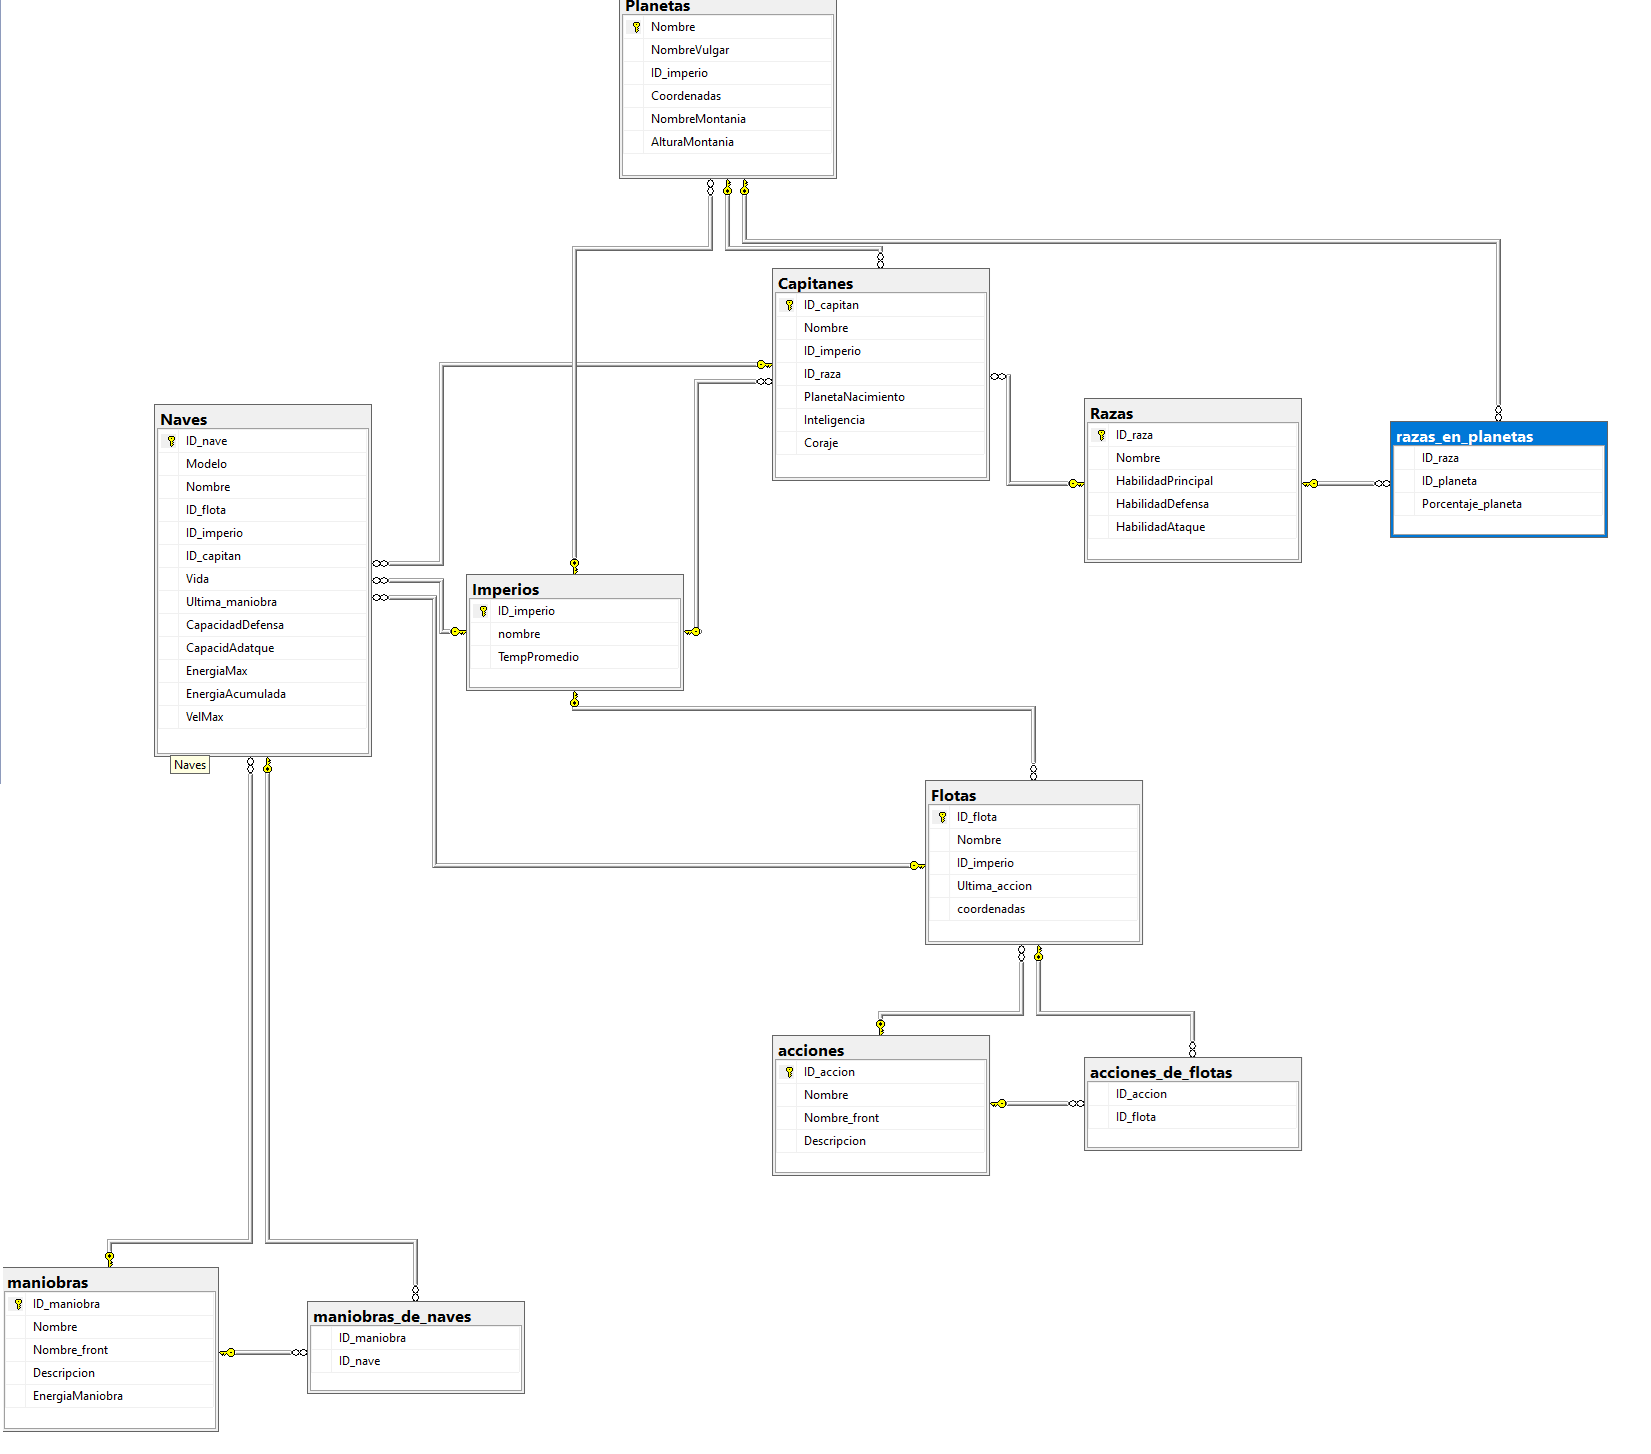 Planetas
Nombre
NombreVulgar
ID_imperio
Coordenadas
NombreMontania
AlturaMontania
Capitanes
ID_capitan
Nombre
ID_imperio
ID_raza
PlanetaNacimiento
Inteligencia
Coraje
Razas
ID_raza
Nombre
HabilidadPrincipal
HabilidadDefensa
HabilidadAtaque
razas_en_planetas
ID_raza
ID_planeta
Porcentaje_planeta
Naves
ID_nave
Modelo
Nombre
ID_flota
ID_imperio
ID_capitan
Vida
Ultima_maniobra
CapacidadDefensa
CapacidAdatque
EnergiaMax
EnergiaAcumulada
VelMax
Naves
Imperios
ID_imperio
nombre
TempPromedio
Flotas
ID_flota
Nombre
ID_imperio
Ultima_accion
coordenadas
acciones
ID_accion
Nombre
Nombre_front
Descripcion
acciones_de_flotas
ID_accion
ID_flota
maniobras
ID_maniobra
Nombre
Nombre_front
Descripcion
EnergiaManiobra
maniobras_de_naves
ID_maniobra
ID_nave